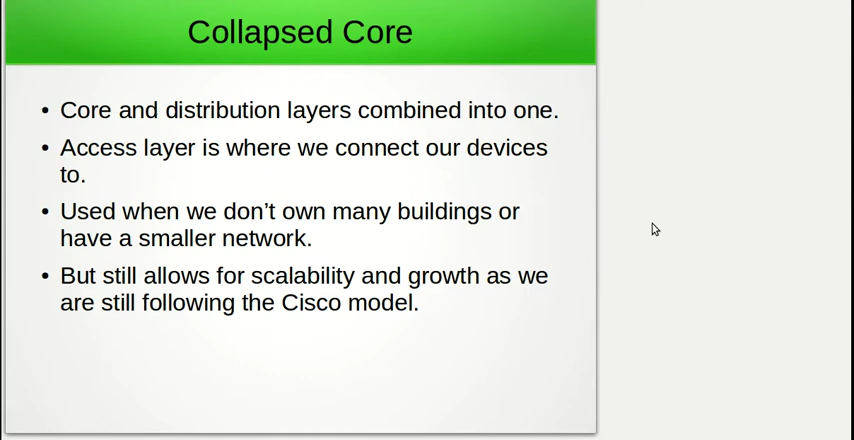 Collapsed Core
• Core and distribution layers combined into one.
• Access layer is where we connect our devices
to.
• Used when we don’t own many buildings or
have a smaller network.
• But still allows for scalability and growth as we
are still following the Cisco model.